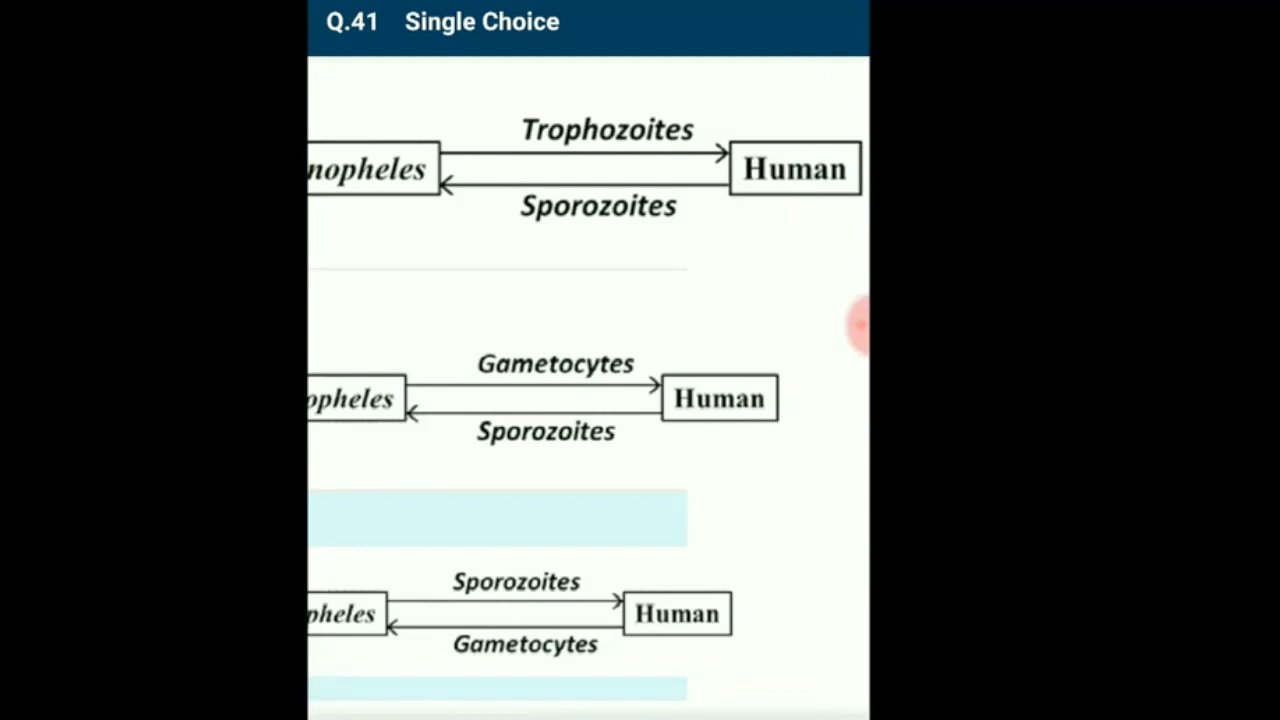 Q.41 Single Choice
Trophozoites
nopheles
Human
Sporozoites
Gametocytes
opheles
Human
Sporozoites
Sporozoites
pheles
Human
Gametocytes